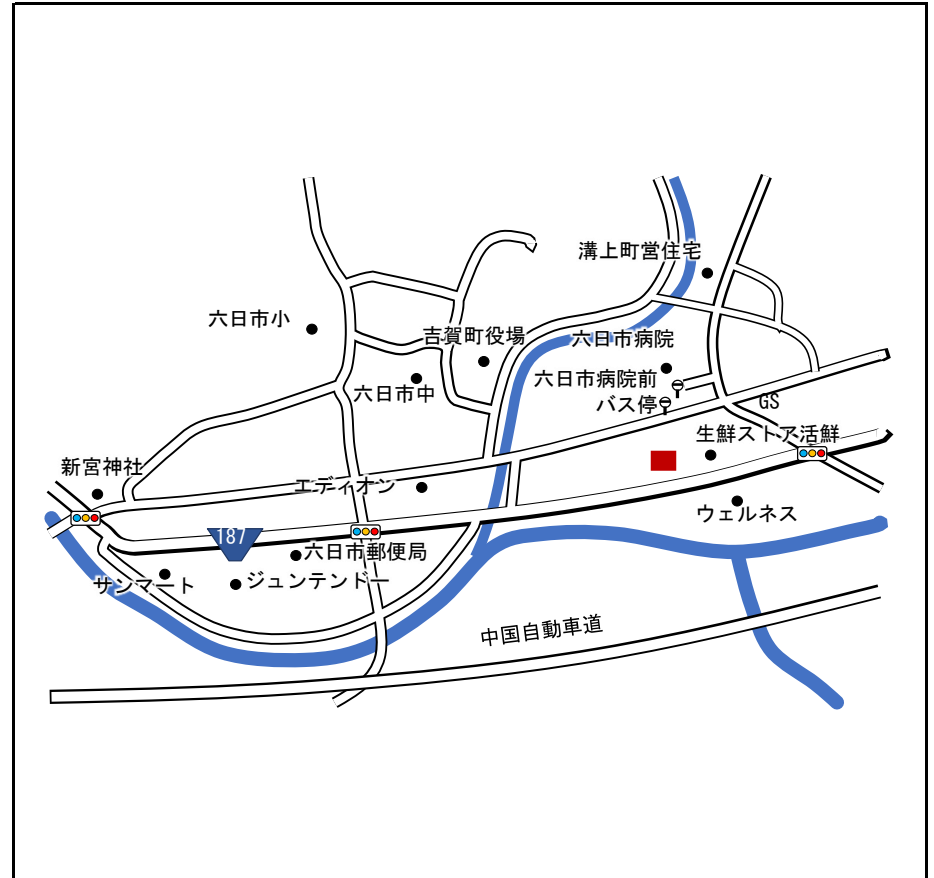 溝上町営住宅
六日市小
吉賀町役場
六日市病院
六日市病院前
バス停
六日市中
GS
生鮮ストア活鮮
新宮神社
エディオン
ウェルネス
187
六日市郵便局
サンマート
ジュンテンドー
中国自動車道